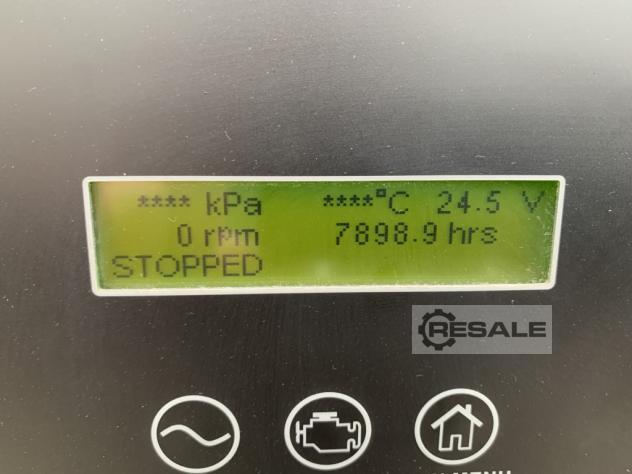 **** kPa ****°C 24.5 V
0 rpm 7898.9 hrs
STOPPED
RESALE